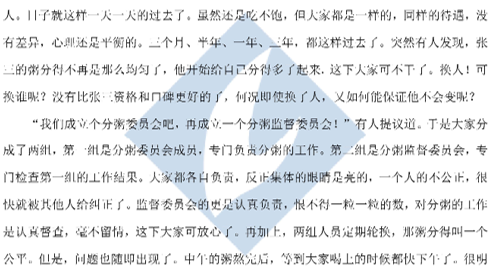 人。日子就这样一天一天的过去了。虽然还是吃不饱，但大家都是一样的，同样的待遇，没
有差异，心理还是平衡的。三个月、半年、一年、三年，都这样过去了。突然有人发现，张
三的粥分得不再是那么均匀了，他开始给自己分得多了起来. 这下大家可不干了。换人！可
换谁呢？没有比张三资格和口碑更好的了，何况即使换了人，又如何能保证他不会变呢？
“我们成立个分粥委员会吧，再成立一个分粥监督委员会！”有人提议道。于是大家分
成了两组，第一组是分粥委员会成员，专门负责分粥的工作。第二组是分粥监督委员会，专
门检查第一组的工作结果。大家都各自负责，反正集体的眼睛是亮的，一个人的不公正，很
快就被其他人给纠正了。监督委员会的更是认真负责，恨不得一粒一粒的数，对分粥的工作
是认真督查，毫不留情，这下大家可放心了。再加上，两组人员定期轮换，那粥分得叫一个
公平。但是，问题也随即出现了。中午的粥熬完后，等到大家喝上的时候都快下午了。很明